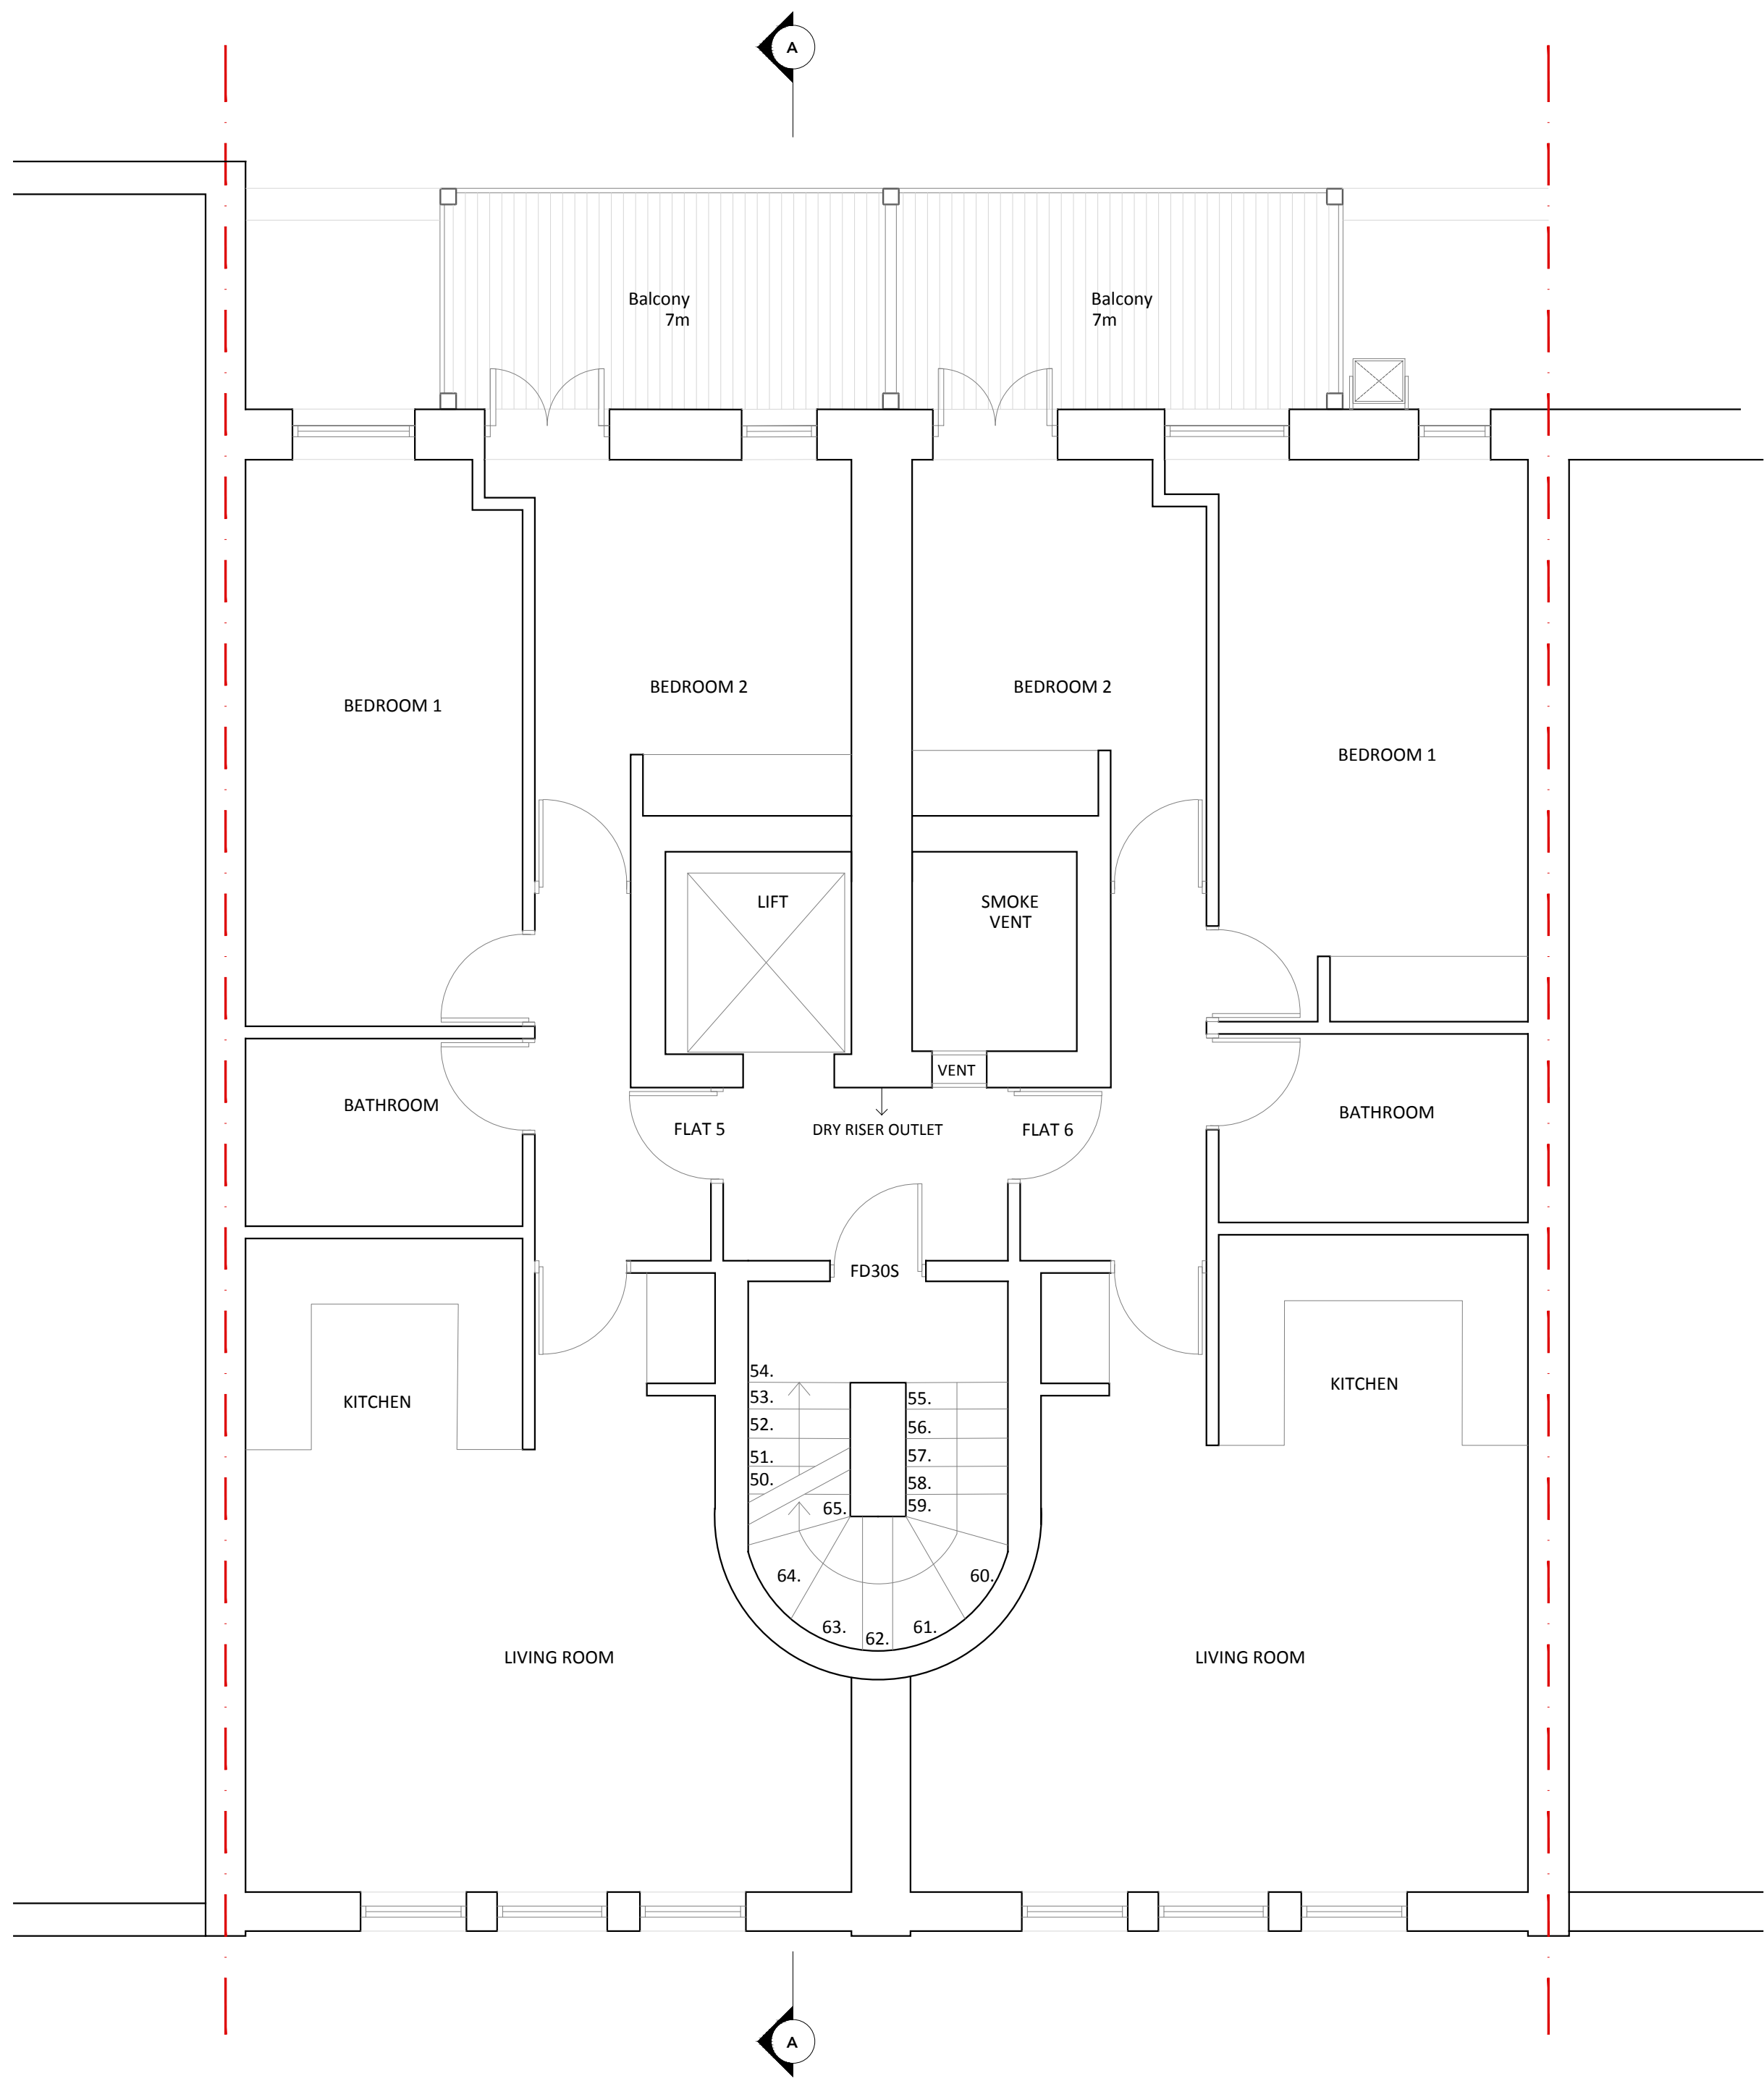 A
Balcony
7m
Balcony
7m
BEDROOM 2
BEDROOM 2
BEDROOM 1
BEDROOM 1
LIFT
SMOKE
VENT
VENT
BATHROOM
BATHROOM
FLAT 5
DRY RISER OUTLET
FLAT 6
FD30S
54.
53.
52.
51.
50.
55.
56.
57.
58.
59.
KITCHEN
KITCHEN
65.
64.
63.
62.
61.
60.
LIVING ROOM
LIVING ROOM
A